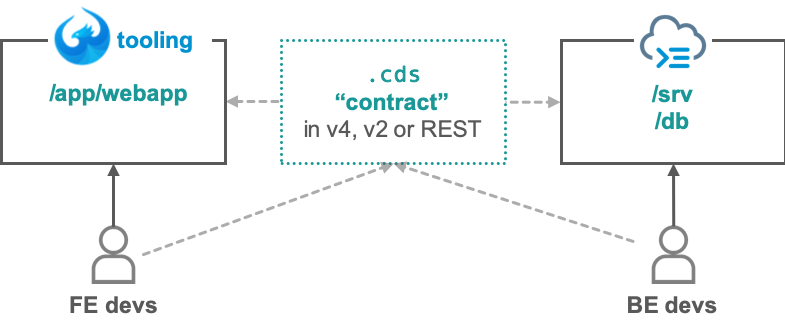 tooling
/app/webapp
.cds
“contract”
in v4, v2 or REST
/srv
/db
FE devs
BE devs